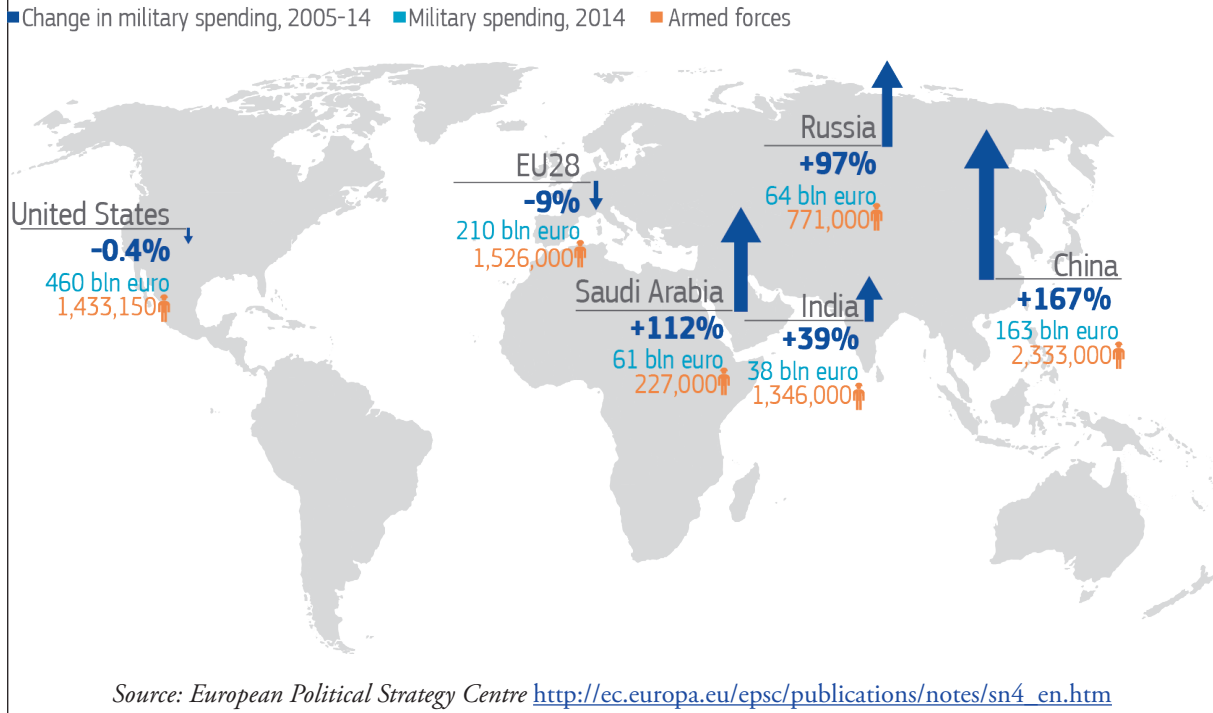 Change in military spending, 2005-14 Military spending, 2014 Armed forces
United States
-0.4%
460 bln euro
1,433,150
EU28
-9%
210 bln euro
1,526,000
Russia
+97%
64 bln euro
771,000
Saudi Arabia
+112%
61 bln euro
227,000
India
+39%
38 bln euro
1,346,000
China
+167%
163 bln euro
2,333,000
Source: European Political Strategy Centre http://ec.europa.eu/epsc/publications/notes/sn4_en.htm